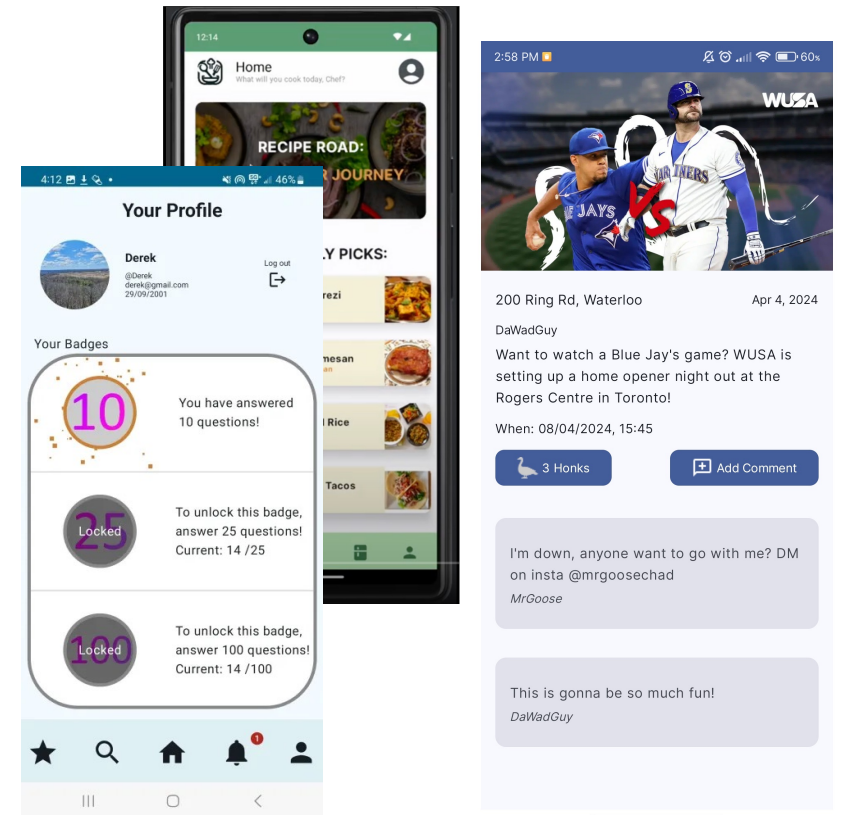 12:14
Home
What will you cook today, Chef?
RECIPE ROAD:
R JOURNEY
Y PICKS:
rezi
mesan
an
Rice
Tacos
4:12
46%
Your Profile
Derek
@Derek
derek@gmail.com
29/09/2001
Log out
Your Badges
10
You have answered
10 questions!
25
Locked
To unlock this badge,
answer 25 questions!
Current: 14 /25
100
Locked
To unlock this badge,
answer 100 questions!
Current: 14 /100
1
2:58 PM
60%
WUSA
BLUE JAYS
MARINERS
VS
200 Ring Rd, Waterloo
Apr 4, 2024
DaWadGuy
Want to watch a Blue Jay's game? WUSA is
setting up a home opener night out at the
Rogers Centre in Toronto!
When: 08/04/2024, 15:45
3 Honks
Add Comment
I'm down, anyone want to go with me? DM
on insta @mrgoosechad
MrGoose
This is gonna be so much fun!
DaWadGuy